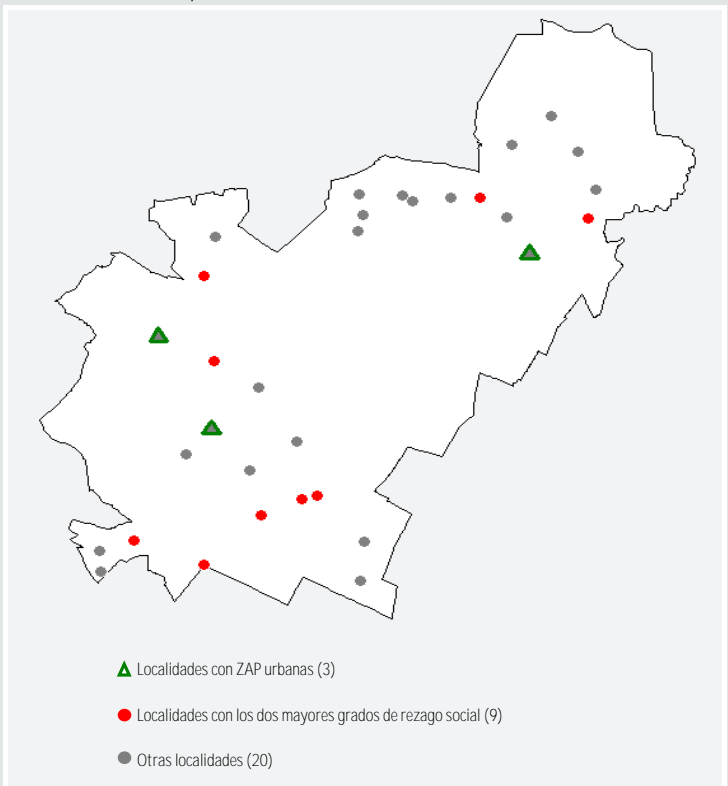 Localidades con ZAP urbanas (3)
Localidades con los dos mayores grados de rezago social (9)
Otras localidades (20)